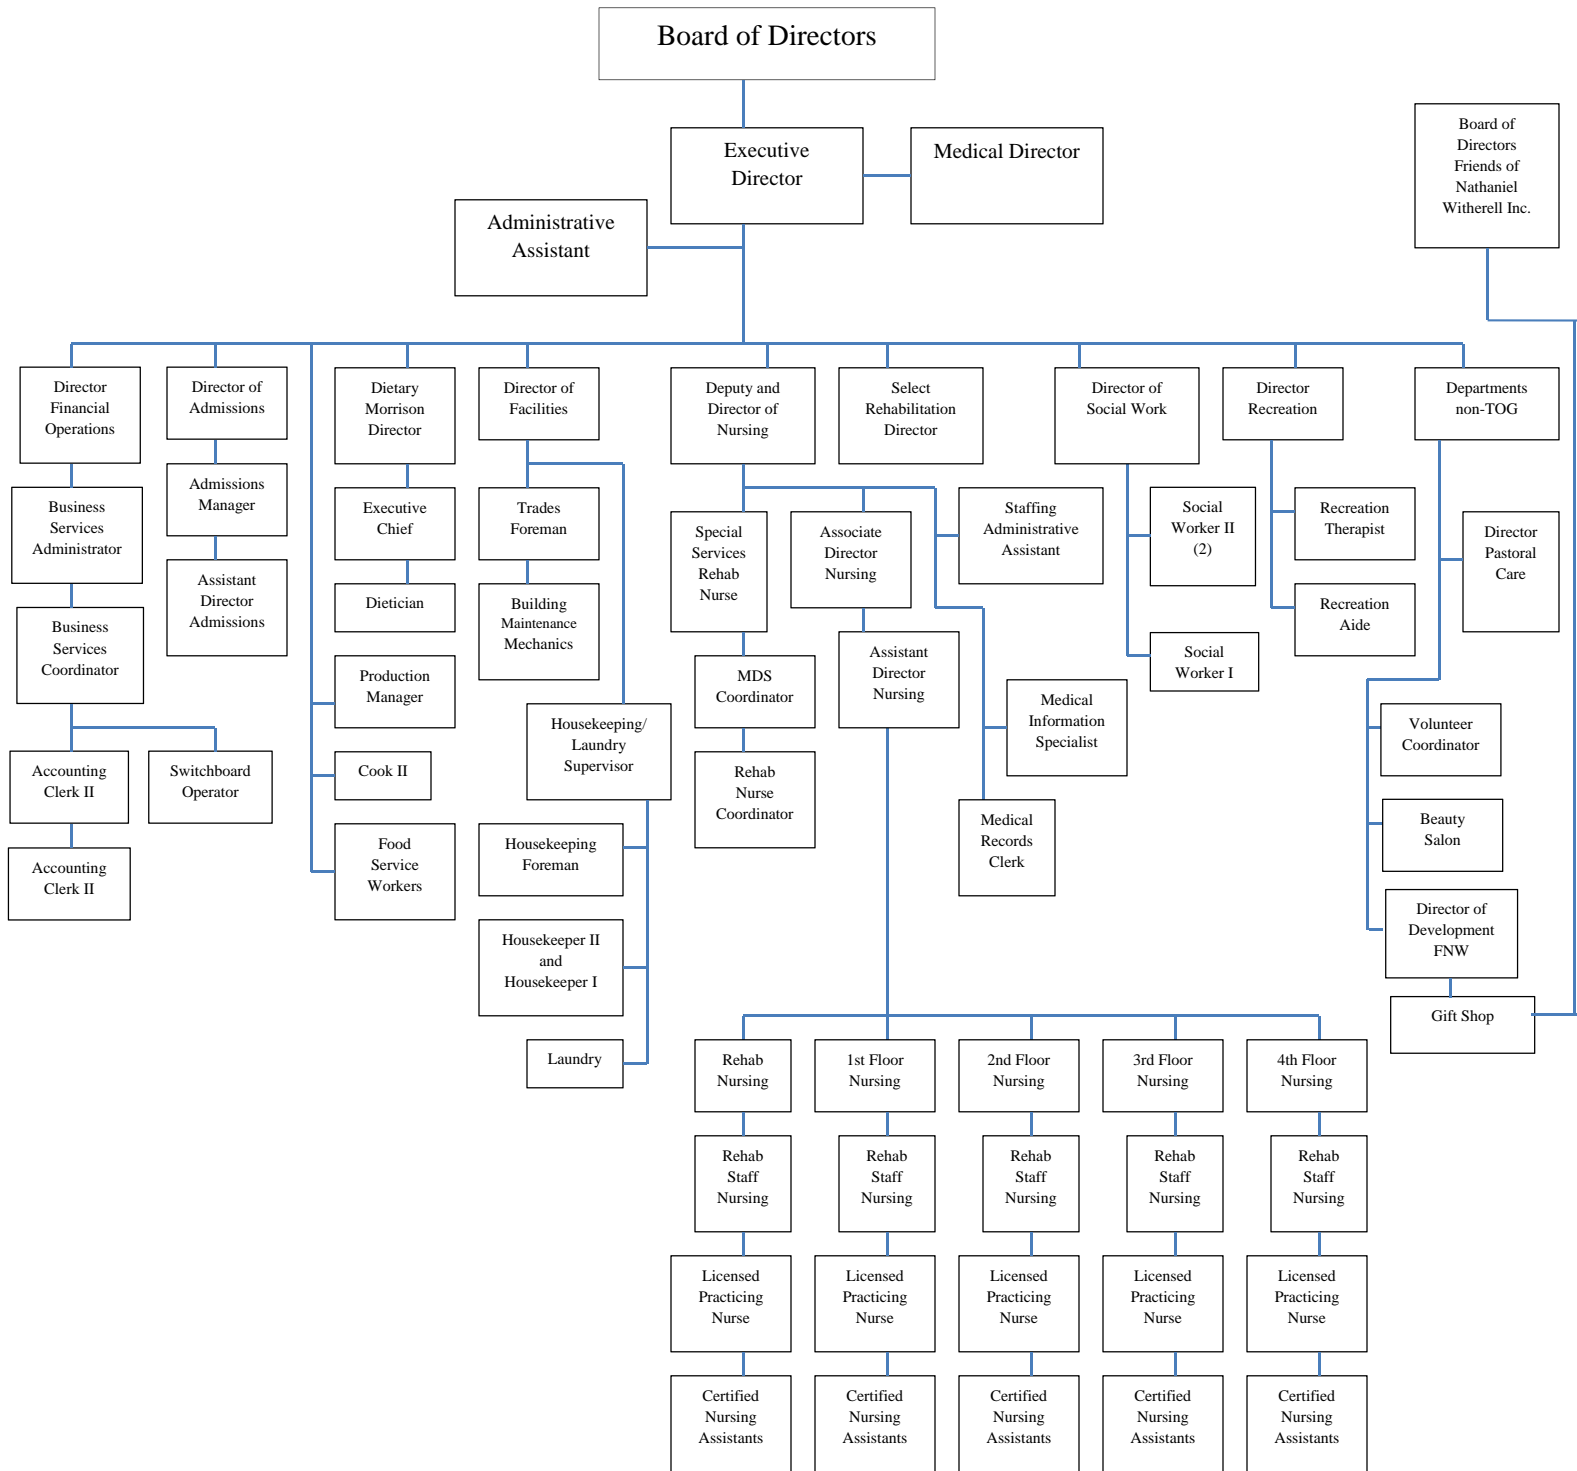 Board of Directors
Executive
Director
Medical Director
Board of
Directors
Friends of
Nathaniel
Witherell Inc.
Administrative
Assistant
Director
Financial
Operations
Director of
Admissions
Dietary
Morrison
Director
Director of
Facilities
Deputy and
Director of
Nursing
Select
Rehabilitation
Director
Director of
Social Work
Director
Recreation
Departments
non-TOG
Business
Services
Administrator
Admissions
Manager
Executive
Chief
Trades
Foreman
Special
Services
Rehab
Nurse
Associate
Director
Nursing
Staffing
Administrative
Assistant
Social
Worker II
(2)
Recreation
Therapist
Director
Pastoral
Care
Assistant
Director
Admissions
Dietician
Building
Maintenance
Mechanics
Recreation
Aide
Business
Services
Coordinator
Production
Manager
MDS
Coordinator
Assistant
Director
Nursing
Social
Worker I
Medical
Information
Specialist
Housekeeping/
Laundry
Supervisor
Volunteer
Coordinator
Accounting
Clerk II
Switchboard
Operator
Cook II
Rehab
Nurse
Coordinator
Medical
Records
Clerk
Beauty
Salon
Accounting
Clerk II
Food
Service
Workers
Housekeeping
Foreman
Director of
Development
FNW
Housekeeper II
and
Housekeeper I
Gift Shop
Laundry
Rehab
Nursing
1st Floor
Nursing
2nd Floor
Nursing
3rd Floor
Nursing
4th Floor
Nursing
Rehab
Staff
Nursing
Rehab
Staff
Nursing
Rehab
Staff
Nursing
Rehab
Staff
Nursing
Rehab
Staff
Nursing
Licensed
Practicing
Nurse
Licensed
Practicing
Nurse
Licensed
Practicing
Nurse
Licensed
Practicing
Nurse
Licensed
Practicing
Nurse
Certified
Nursing
Assistants
Certified
Nursing
Assistants
Certified
Nursing
Assistants
Certified
Nursing
Assistants
Certified
Nursing
Assistants